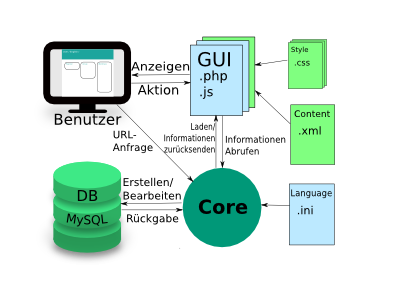 Anzeigen
Aktion
Benutzer
GUI
.php
.js
Style
.css
Content
.xml
URL-
Anfrage
Laden/
Informationen
zurücksenden
Informationen
Abrufen
DB
MySQL
Erstellen/
Bearbeiten
Rückgabe
Core
Language
.ini